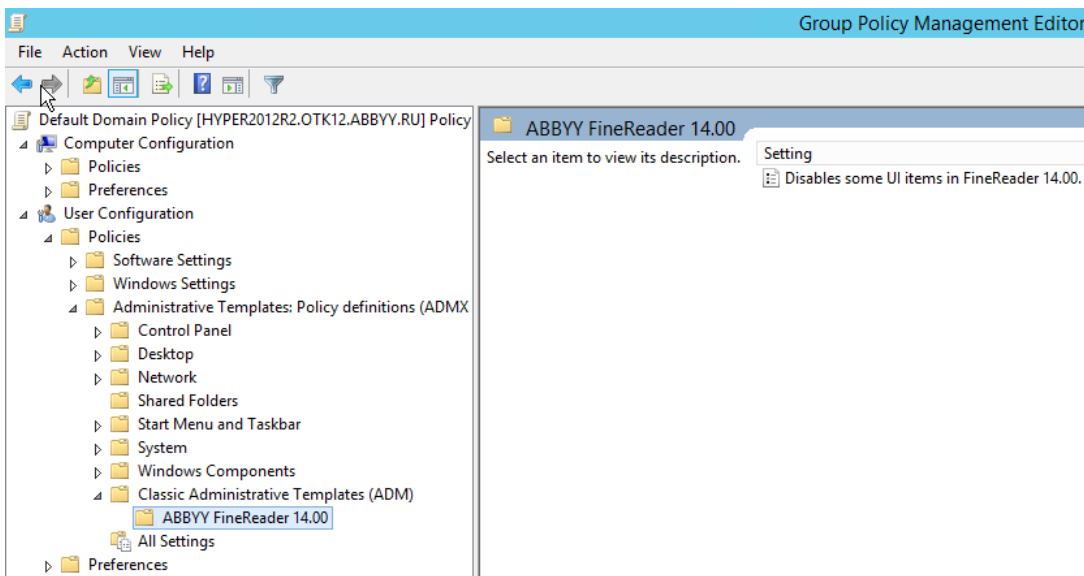 Group Policy Management Editor
File Action View Help
Default Domain Policy [HYPER2012R2.OTK12.ABBYY.RU] Policy
Computer Configuration
Policies
Preferences
User Configuration
Policies
Software Settings
Windows Settings
Administrative Templates: Policy definitions (ADMX
Control Panel
Desktop
Network
Shared Folders
Start Menu and Taskbar
System
Windows Components
Classic Administrative Templates (ADM)
ABBYY FineReader 14.00
All Settings
Preferences
ABBYY FineReader 14.00
Select an item to view its description.
Setting
Disables some UI items in FineReader 14.00.